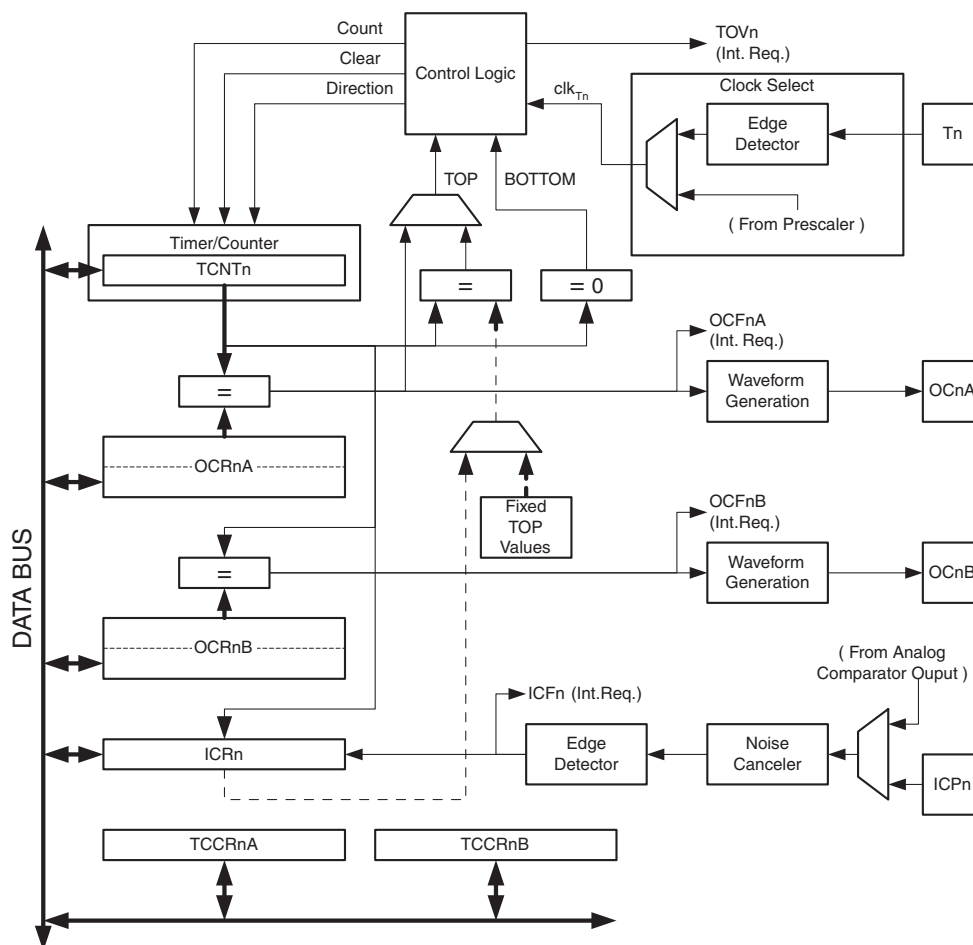 Count
Clear
Direction
Control Logic
TOVn
(Int. Req.)
clkTn
Clock Select
Edge
Detector
Tn
( From Prescaler )
TOP
BOTTOM
Timer/Counter
TCNTn
=
= 0
OCFnA
(Int. Req.)
=
Waveform
Generation
OCnA
OCRnA
Fixed
TOP
Values
OCFnB
(Int.Req.)
=
Waveform
Generation
OCnB
OCRnB
DATA BUS
( From Analog
Comparator Ouput )
ICFn (Int.Req.)
ICRn
Edge
Detector
Noise
Canceler
ICPn
TCCRnA
TCCRnB